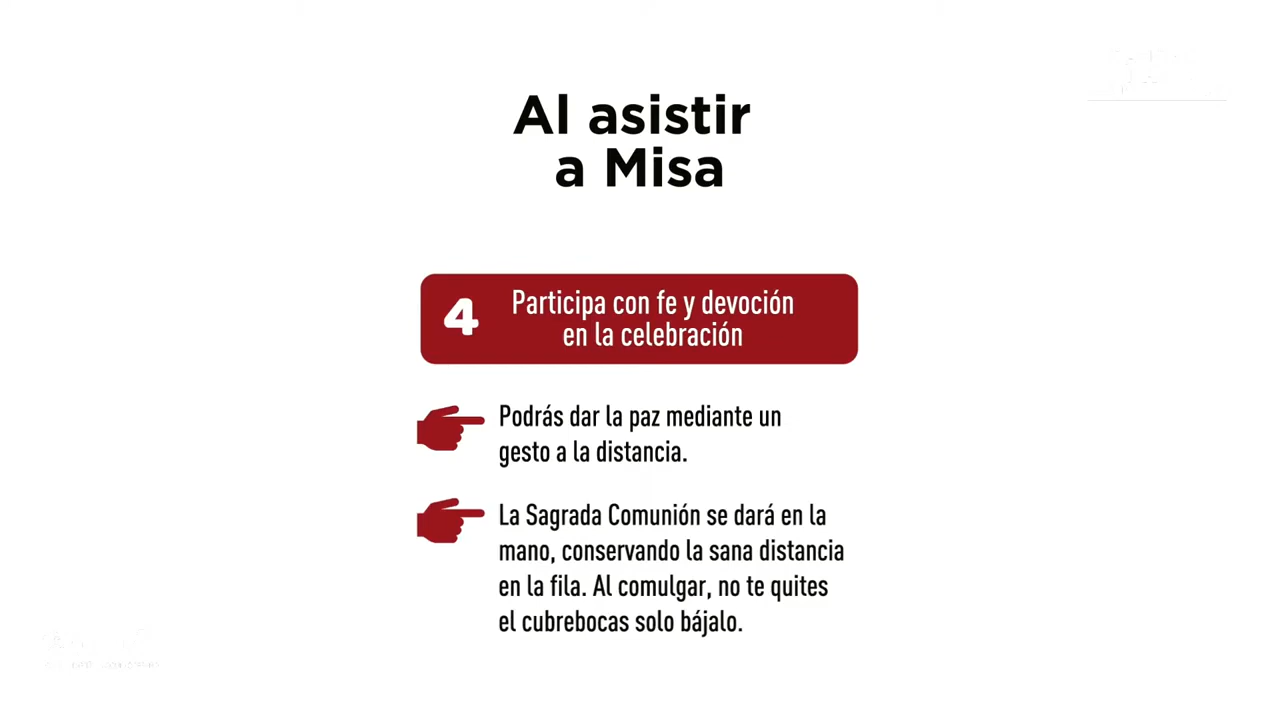 Al asistir
a Misa
4
Participa con fe y devoción
en la celebración
Podrás dar la paz mediante un
gesto a la distancia.
La Sagrada Comunión se dará en la
mano, conservando la sana distancia
en la fila. Al comulgar, no te quites
el cubrebocas solo bájalo.